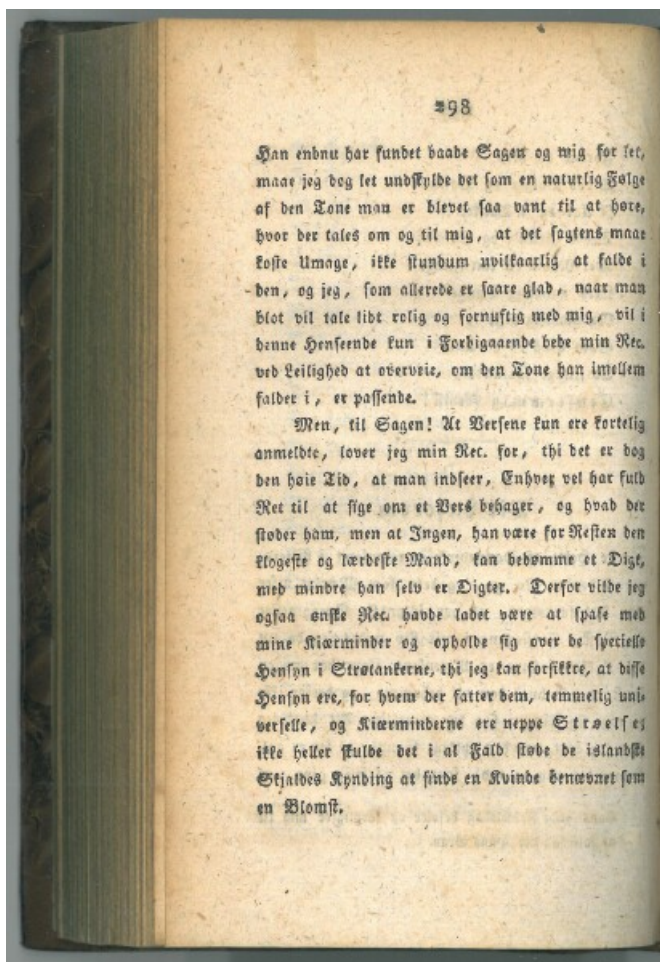 298
Han endnu har fundet baade Sagen og mig for let,
maae jeg dog let undskylde det som en naturlig Følge
af den Tone man er blevet saa vant til at høre,
hvor der tales om og til mig, at det sagtens maae
koste Umage, ikke stundum uvilkaarlig at falde i
den, og jeg, som allerede er saare glad, naar man
blot vil tale lidt rolig og fornuftig med mig, vil i
denne Henseende kun i Forbigaaende bede min Rec.
ved Leilighed at overveie, om den Tone han imellem
falder i, er passende.
Men, til Sagen! At Versene kun ere kortelig
anmeldte, lover jeg min Rec. for, thi det er dog
den høie Tid, at man indseer, Enhver vel har fuld
Ret til at sige om et Vers behager, og hvad der
støder ham, men at Ingen, han være for Resten den
klogeste og lærdeste Mand, kan bedømme et Digt,
med mindre han selv er Digter. Derfor vilde jeg
ogsaa ønske Rec. havde ladet være at spase med
mine Kiærminder og opholde sig over de specielle
Hensyn i Strøtankerne, thi jeg kan forsikkre, at disse
Hensyn ere, for hvem der fatter dem, temmelig uni-
verselle, og Kiærminderne ere neppe Strøelse;
ikke heller skulde det i al Fald støde de islandske
Skjaldes Kynding at finde en Kvinde benævnet som
en Blomst.